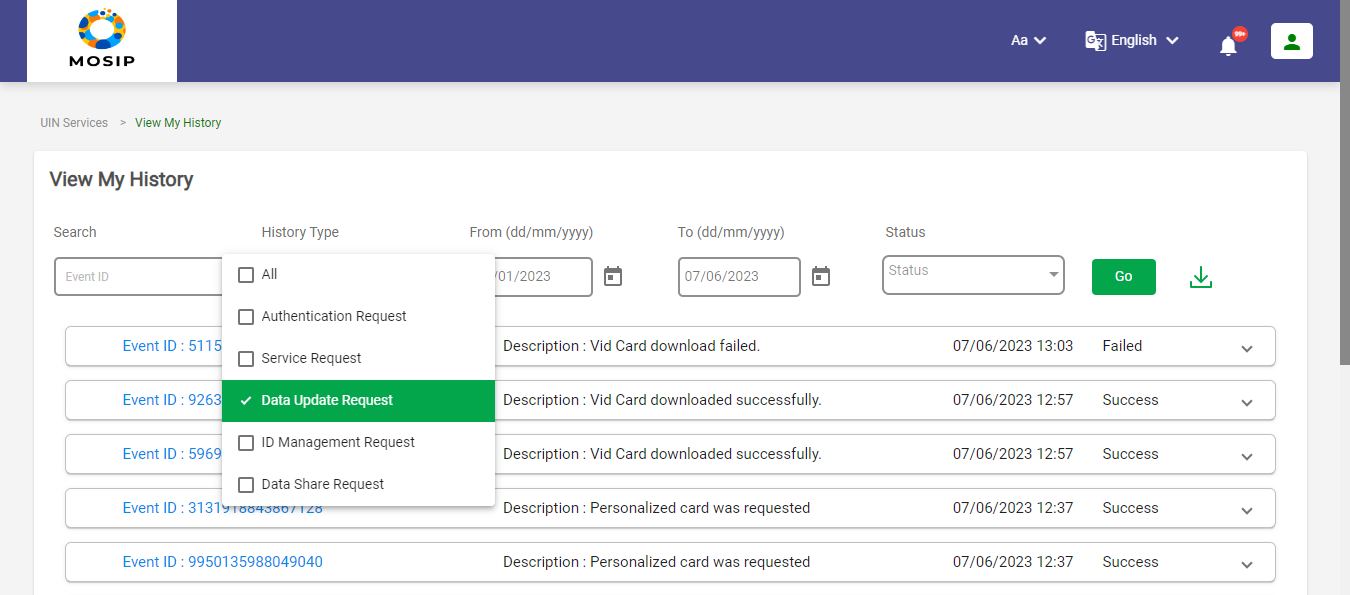 MOSIP
Aa
English
99+
UIN Services > View My History
View My History
Search
History Type
From (dd/mm/yyyy)
To (dd/mm/yyyy)
Status
Event ID
/01/2023
07/06/2023
Status
Go
All
Authentication Request
Service Request
Data Update Request
ID Management Request
Data Share Request
Event ID : 5115 Description : Vid Card download failed. 07/06/2023 13:03 Failed
Event ID : 9263 Description : Vid Card downloaded successfully. 07/06/2023 12:57 Success
Event ID : 5969 Description : Vid Card downloaded successfully. 07/06/2023 12:57 Success
Event ID : 3131918843867128 Description : Personalized card was requested 07/06/2023 12:37 Success
Event ID : 9950135988049040 Description : Personalized card was requested 07/06/2023 12:37 Success